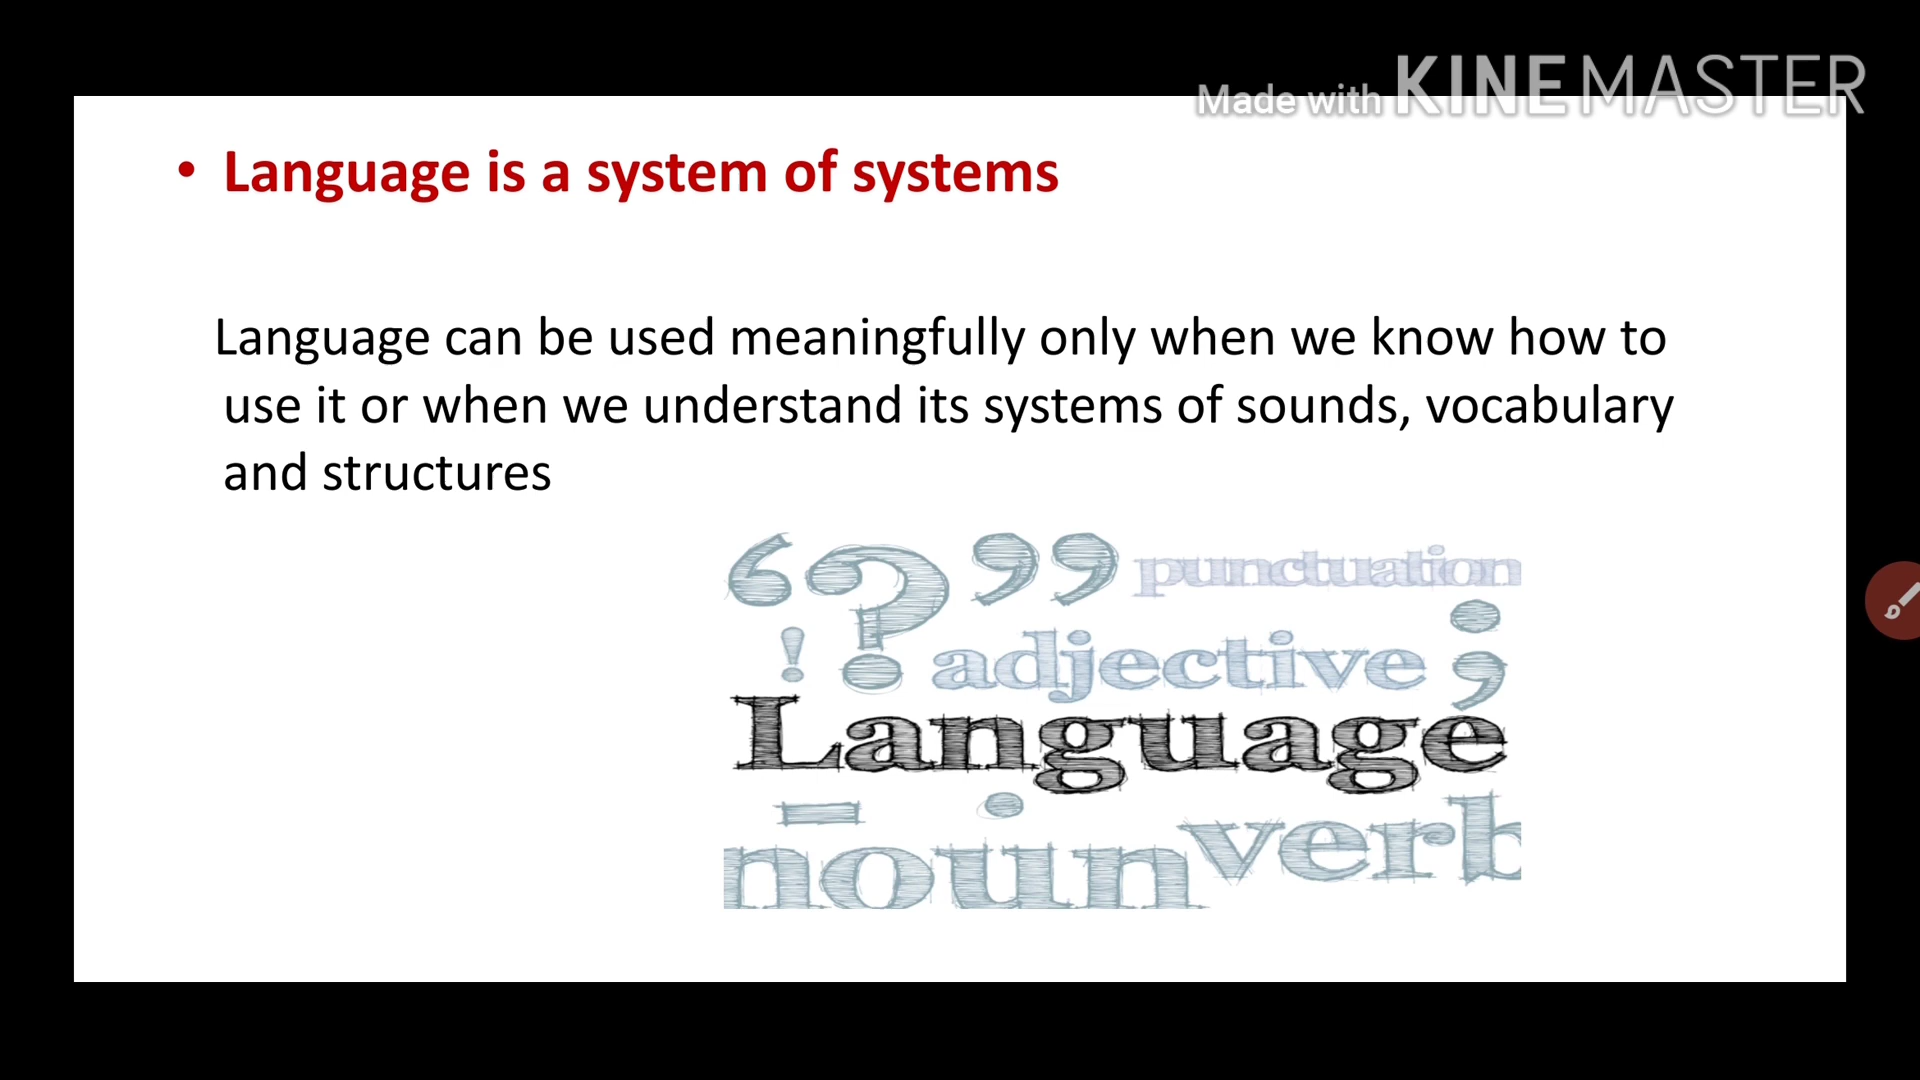 Made with KINEMASTER
• Language is a system of systems
Language can be used meaningfully only when we know how to
use it or when we understand its systems of sounds, vocabulary
and structures
‘ ? ” punctuation
! adjective ;
Language
noun verb